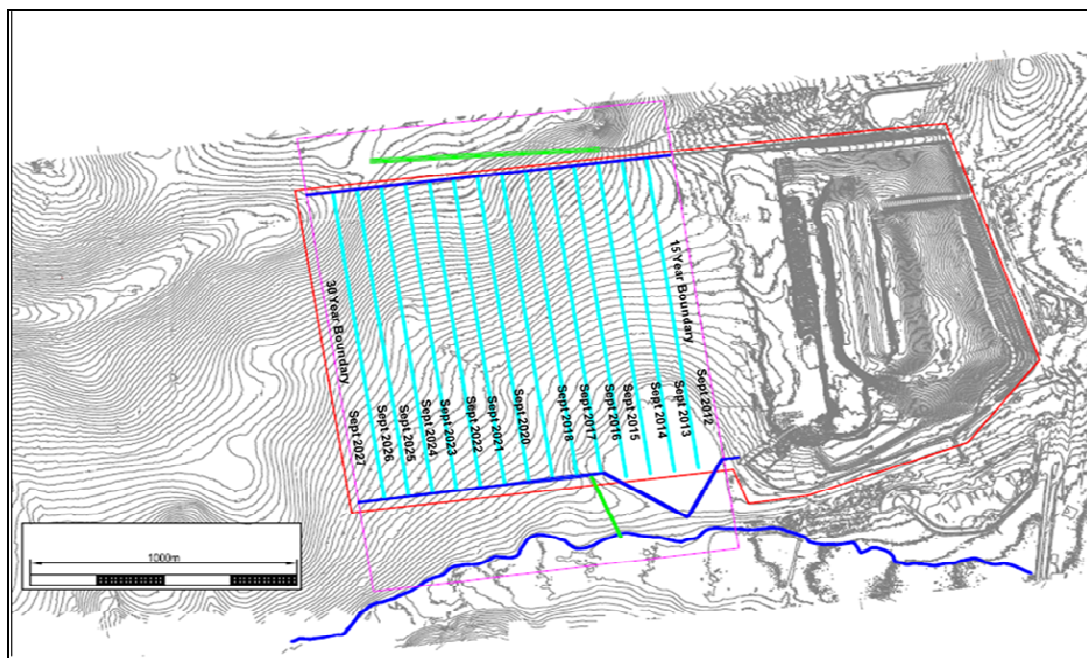 30 Year Boundary
15 Year Boundary
Sept 2027
Sept 2026
Sept 2025
Sept 2024
Sept 2023
Sept 2022
Sept 2021
Sept 2020
Sept 2018
Sept 2017
Sept 2016
Sept 2015
Sept 2014
Sept 2013
Sept 2012
1000m